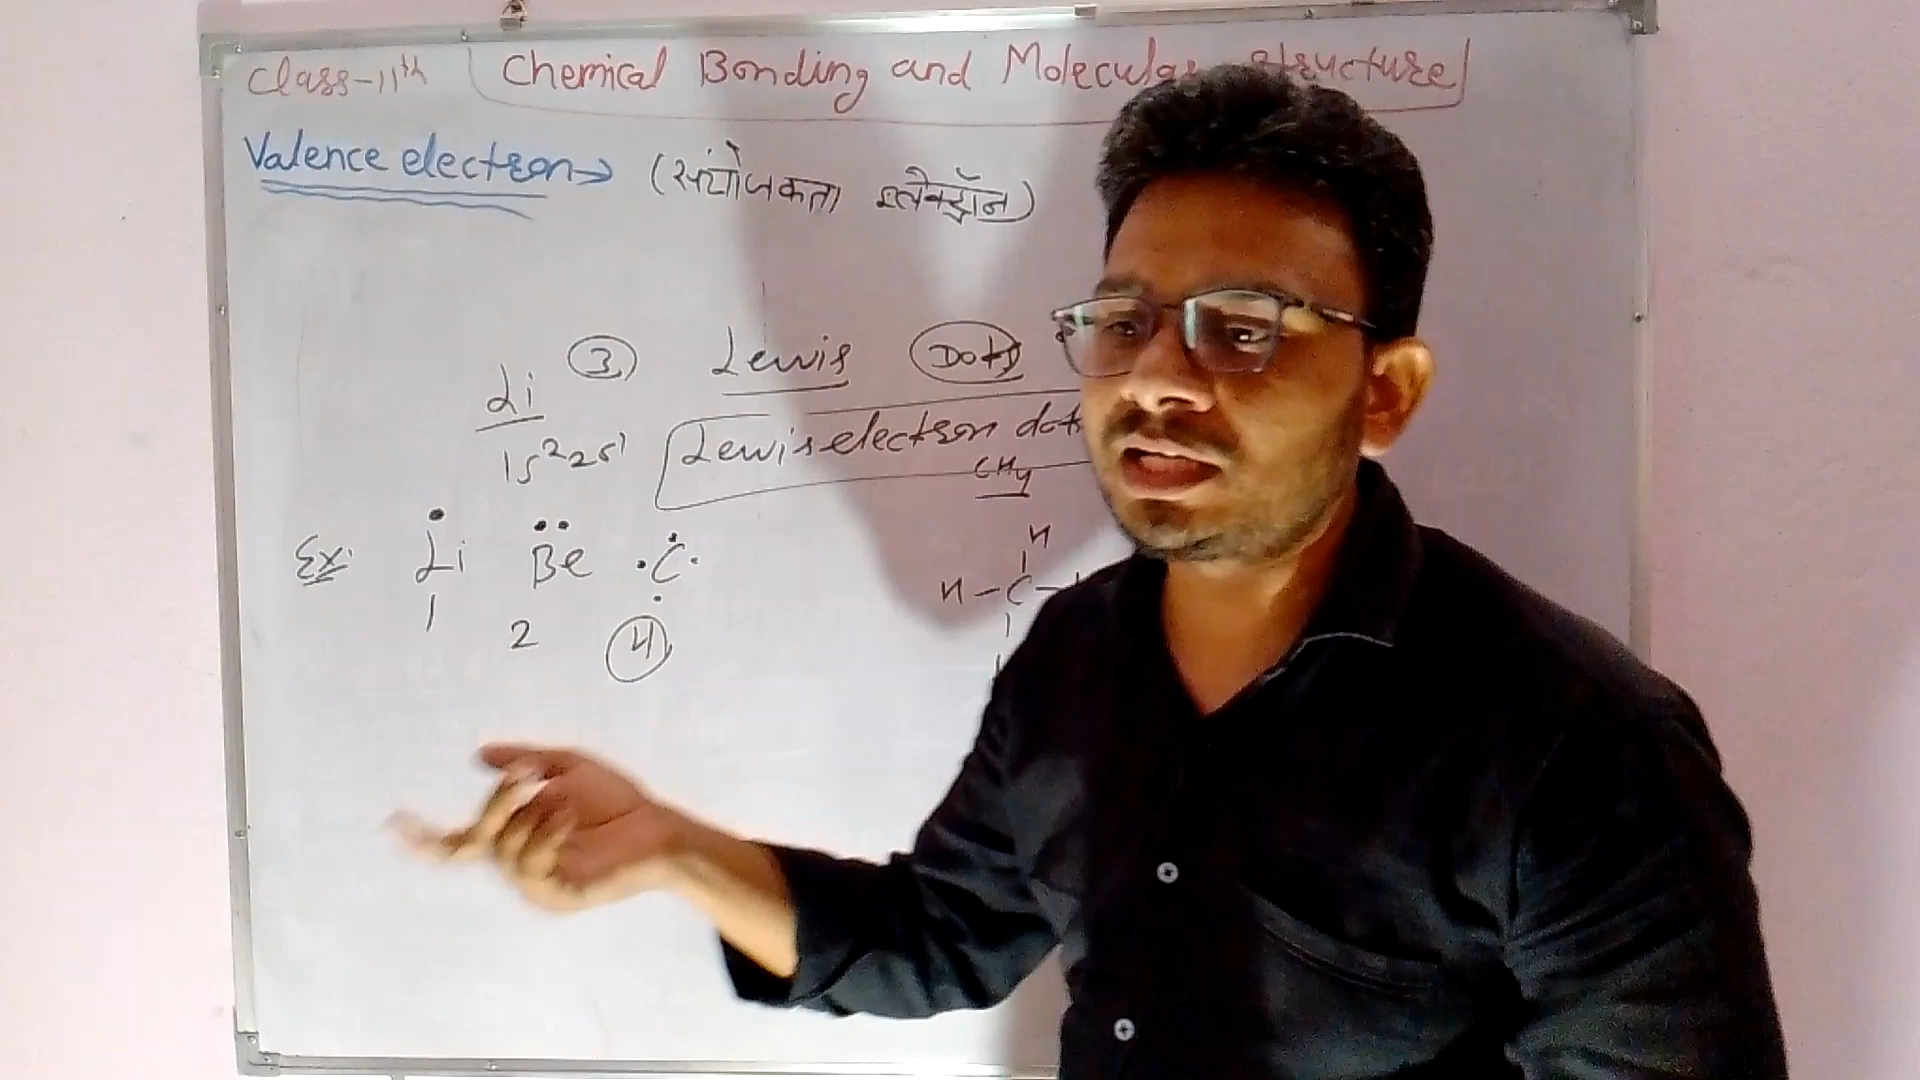 Class-11th Chemical Bonding and Molecular Structure
Valence electron→ (संयोजकता इलेक्ट्रॉन)
Li ③ Lewis Dots
1s²2s¹ Lewis electron dot
CH4
Ex: Li Be C
1 2 4
H
H-C-